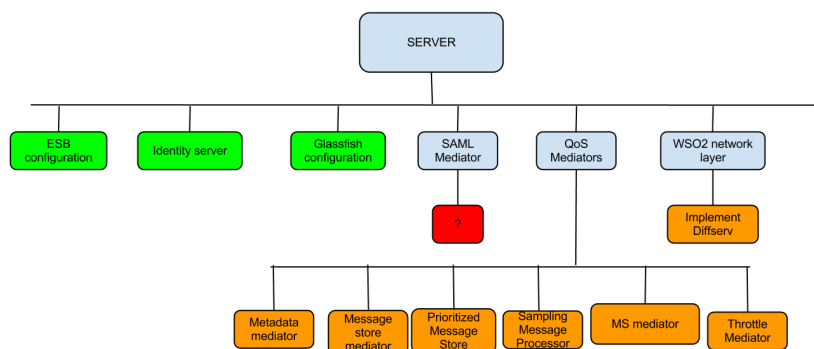 SERVER
ESB
configuration
Identity server
Glassfish
configuration
SAML
Mediator
QoS
Mediators
WSO2 network
layer
?
Implement
Diffserv
Metadata
mediator
Message
store
mediator
Prioritized
Message
Store
Sampling
Message
Processor
MS mediator
Throttle
Mediator